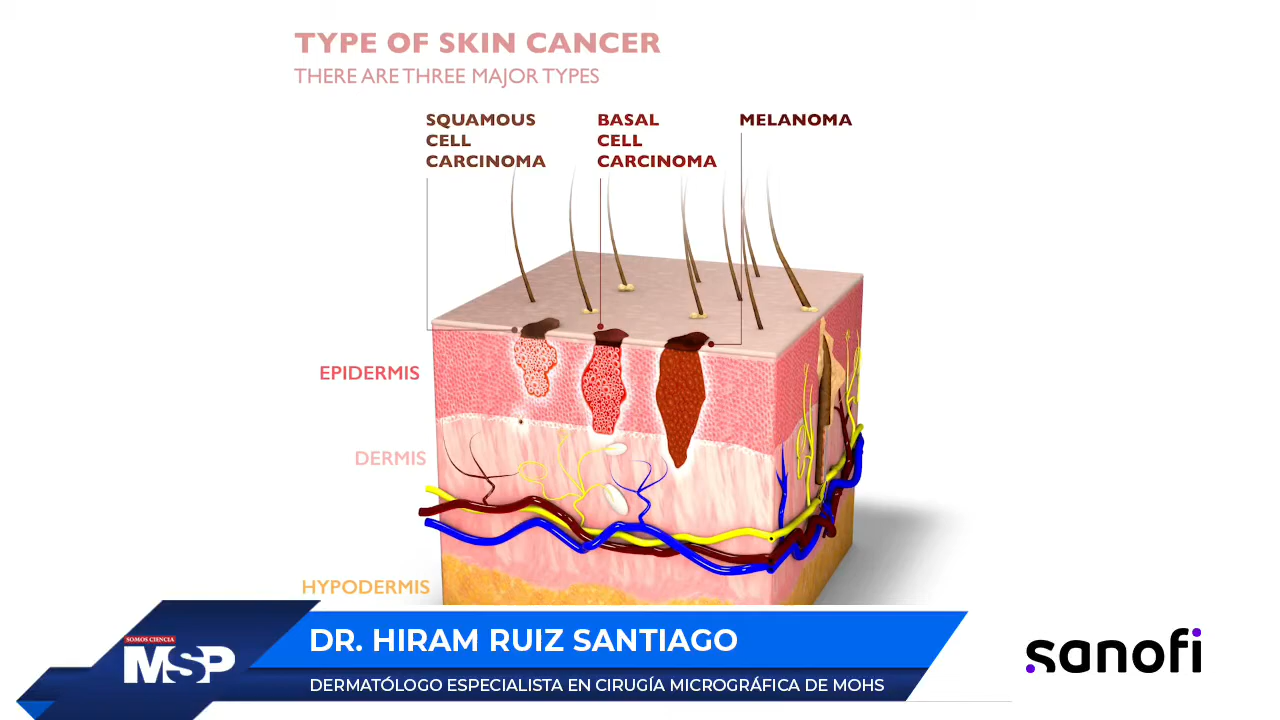 TYPE OF SKIN CANCER
THERE ARE THREE MAJOR TYPES
SQUAMOUS
CELL
CARCINOMA
BASAL
CELL
CARCINOMA
MELANOMA
EPIDERMIS
DERMIS
HYPODERMIS
SOMOS CIENCIA
MSP
DR. HIRAM RUIZ SANTIAGO
DERMATÓLOGO ESPECIALISTA EN CIRUGÍA MICROGRÁFICA DE MOHS
sanofi